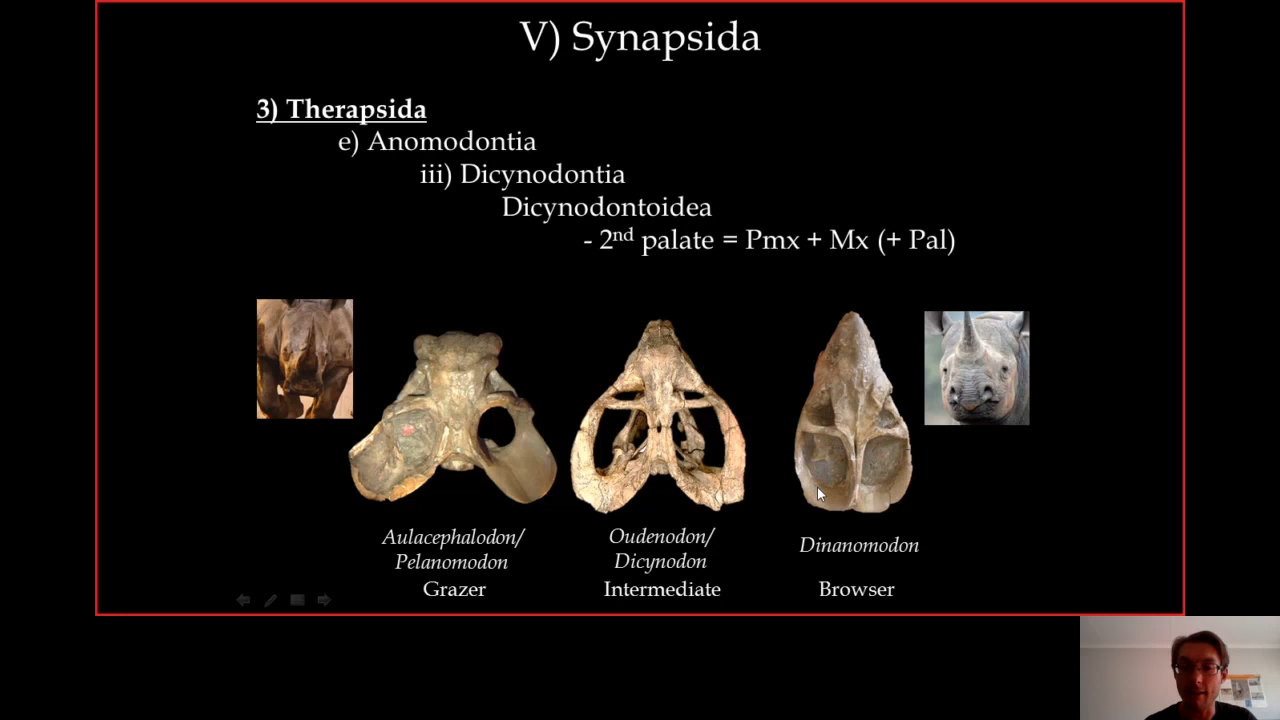 V) Synapsida
3) Therapsida
e) Anomodontia
iii) Dicynodontia
Dicynodontoidea
- 2nd palate = Pmx + Mx (+ Pal)
Aulacephalodon/
Pelanomodon
Grazer
Oudenodon/
Dicynodon
Intermediate
Dinanomodon
Browser